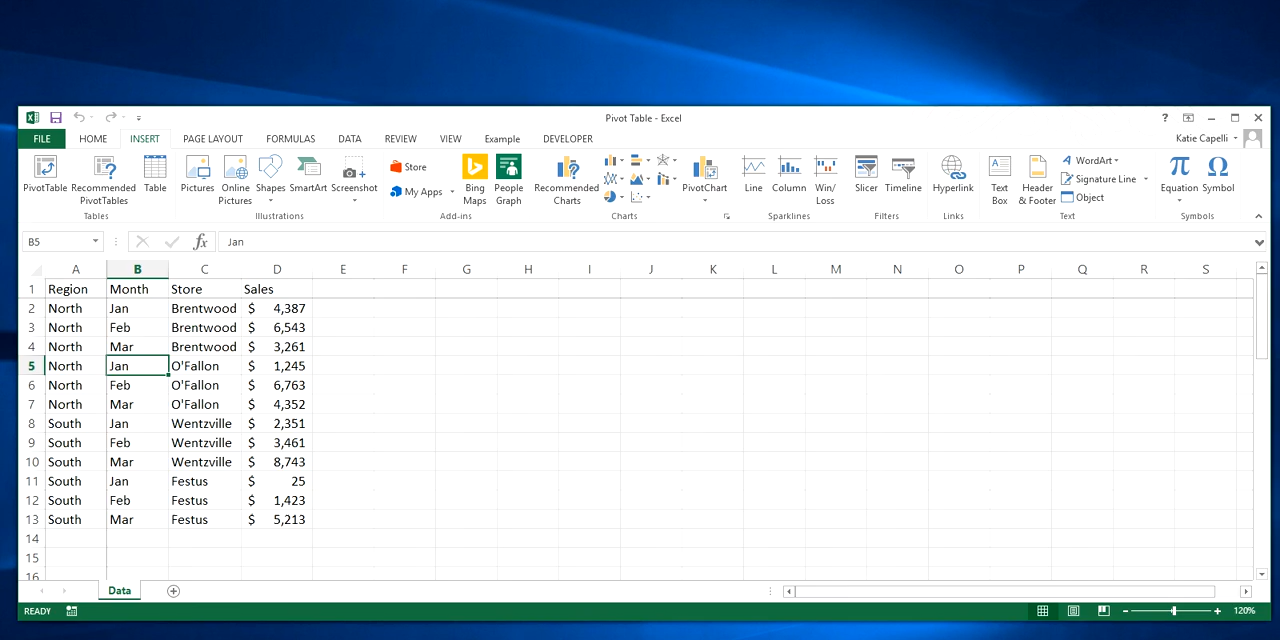 Pivot Table - Excel
?
FILE HOME INSERT PAGE LAYOUT FORMULAS DATA REVIEW VIEW Example DEVELOPER Katie Capelli
PivotTable Recommended PivotTables Table
Tables
Pictures Online Pictures Shapes SmartArt Screenshot
Illustrations
Store
My Apps
Bing Maps People Graph
Add-ins
Recommended Charts PivotChart
Charts
Line Column Win/ Loss
Sparklines
Slicer Timeline
Filters
Hyperlink
Links
Text Box Header & Footer
WordArt
Signature Line
Object
Text
π Ω
Equation Symbol
Symbols
B5 fx Jan
A B C D E F G H I J K L M N O P Q R S
1 Region Month Store Sales
2 North Jan Brentwood $ 4,387
3 North Feb Brentwood $ 6,543
4 North Mar Brentwood $ 3,261
5 North Jan O'Fallon $ 1,245
6 North Feb O'Fallon $ 6,763
7 North Mar O'Fallon $ 4,352
8 South Jan Wentzville $ 2,351
9 South Feb Wentzville $ 3,461
10 South Mar Wentzville $ 8,743
11 South Jan Festus $ 25
12 South Feb Festus $ 1,423
13 South Mar Festus $ 5,213
14
15
16
Data
READY 120%